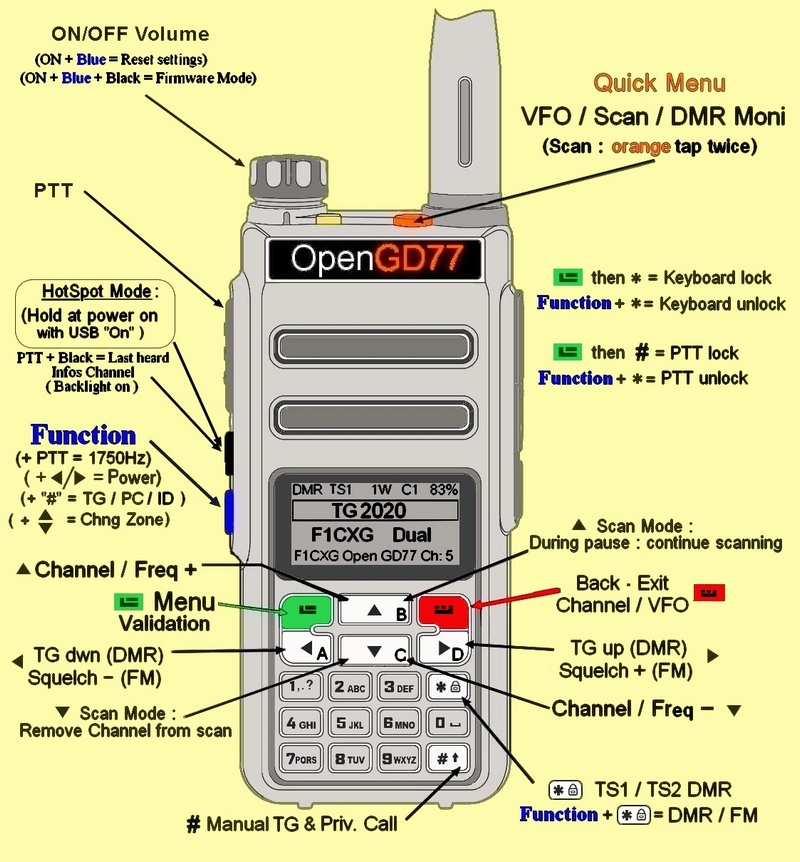 ON/OFF Volume
(ON + Blue = Reset settings)
(ON + Blue + Black = Firmware Mode)
Quick Menu
VFO / Scan / DMR Moni
(Scan : orange tap twice)
PTT
OpenGD77
then * = Keyboard lock
Function + * = Keyboard unlock
then # = PTT lock
Function + * = PTT unlock
HotSpot Mode :
(Hold at power on
with USB "On" )
PTT + Black = Last heard
Infos Channel
( Backlight on )
Function
(+ PTT = 1750Hz)
( + ◀/▶ = Power)
(+ "#" = TG / PC / ID )
( + ▲▼ = Chng Zone)
DMR TS1 1W C1 83%
TG 2020
F1CXG Dual
F1CXG Open GD77 Ch: 5
▲ Scan Mode :
During pause : continue scanning
▲ Channel / Freq +
Menu
Validation
Back - Exit
Channel / VFO
◀ TG dwn (DMR)
Squelch − (FM)
TG up (DMR) ▶
Squelch + (FM)
▲ B
◀ A
▼ C
▶ D
▼ Scan Mode :
Remove Channel from scan
Channel / Freq − ▼
1,.?
2 ABC
3 DEF
*
4 GHI
5 JKL
6 MNO
0
7PQRS
8 TUV
9WXYZ
#
# Manual TG & Priv. Call
* TS1 / TS2 DMR
Function + * = DMR / FM